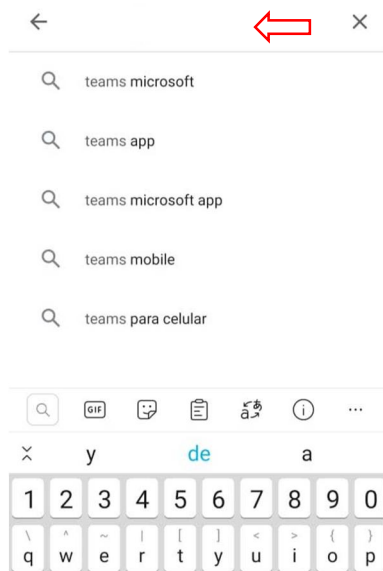 teams microsoft
teams app
teams microsoft app
teams mobile
teams para celular
GIF
y de a
1 2 3 4 5 6 7 8 9 0
\ ^ ~ | [ ] < > { }
q w e r t y u i o p